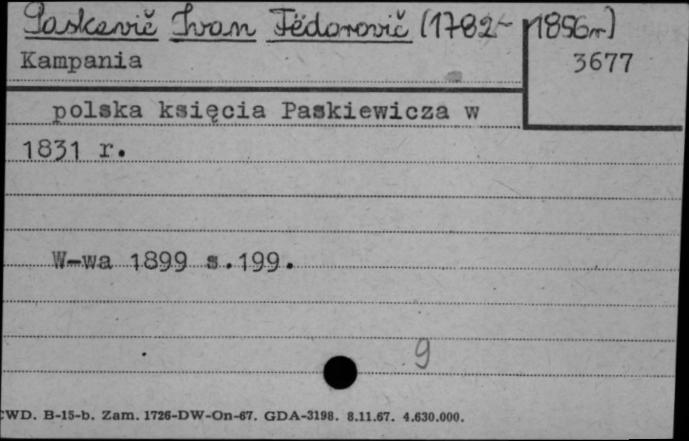 Paskevič Ivan Fëdorovič (1782-1856r)
Kampania
3677
polska księcia Paskiewicza w
1831 r.
W-wa 1899 s.199.
9
CWD. B-15-b. Zam. 1726-DW-On-67. GDA-3198. 8.11.67. 4.630.000.